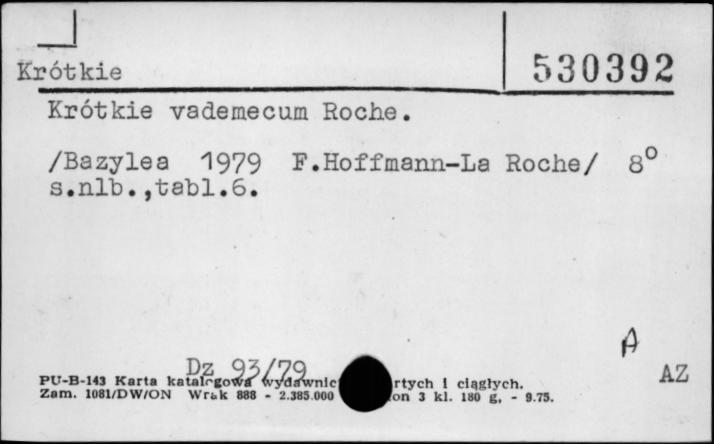 Krótkie
530392
Krótkie vademecum Roche.
/Bazylea 1979 F.Hoffmann-La Roche/ 8°
s.nlb.,tabl.6.
A
Dz 93/79
AZ
PU-B-143 Karta katalogowa wydawnic rtych i ciągłych.
Zam. 1081/DW/ON Wrak 888 - 2.385.000 on 3 kl. 180 g. - 9.75.